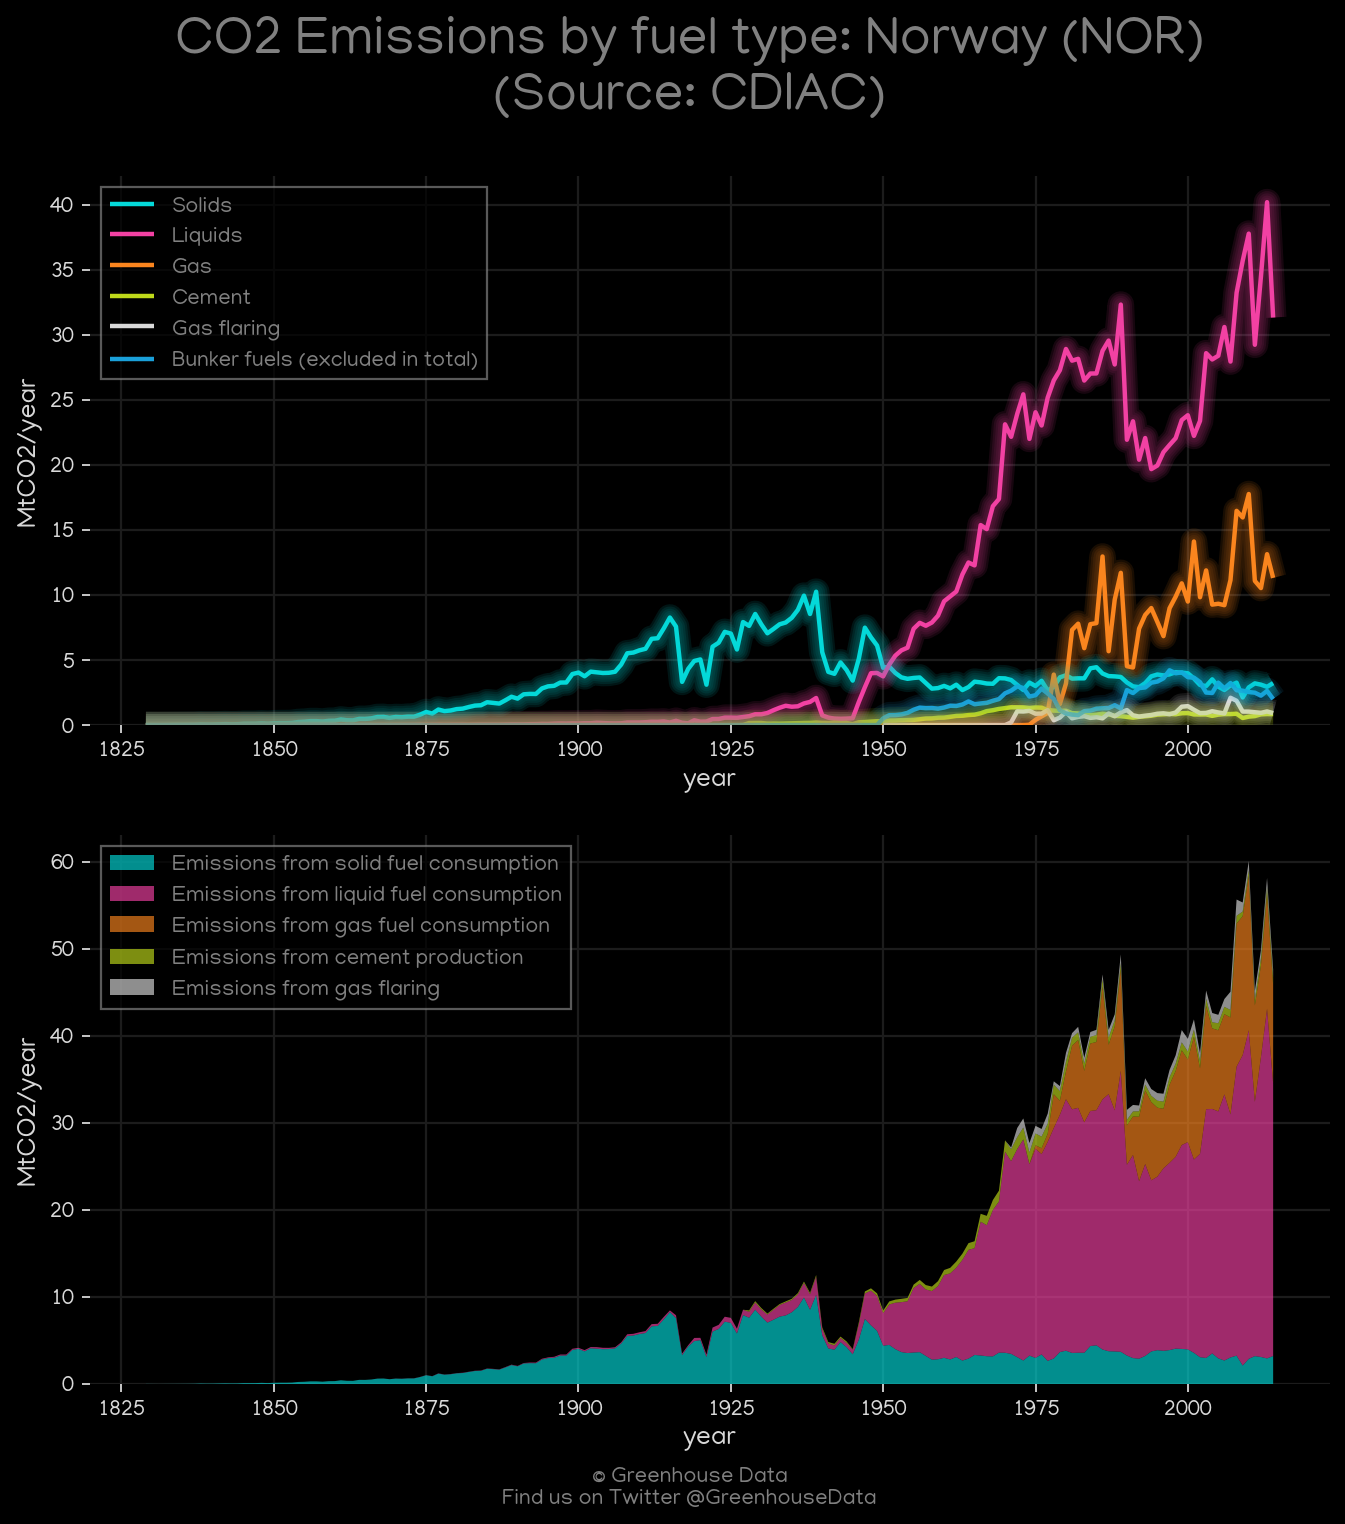 CO2 Emissions by fuel type: Norway (NOR)
(Source: CDIAC)
Solids
Liquids
Gas
Cement
Gas flaring
Bunker fuels (excluded in total)
MtCO2/year
40
35
30
25
20
15
10
5
0
1825 1850 1875 1900 1925 1950 1975 2000
year
Emissions from solid fuel consumption
Emissions from liquid fuel consumption
Emissions from gas fuel consumption
Emissions from cement production
Emissions from gas flaring
MtCO2/year
60
50
40
30
20
10
0
1825 1850 1875 1900 1925 1950 1975 2000
year
© Greenhouse Data
Find us on Twitter @GreenhouseData